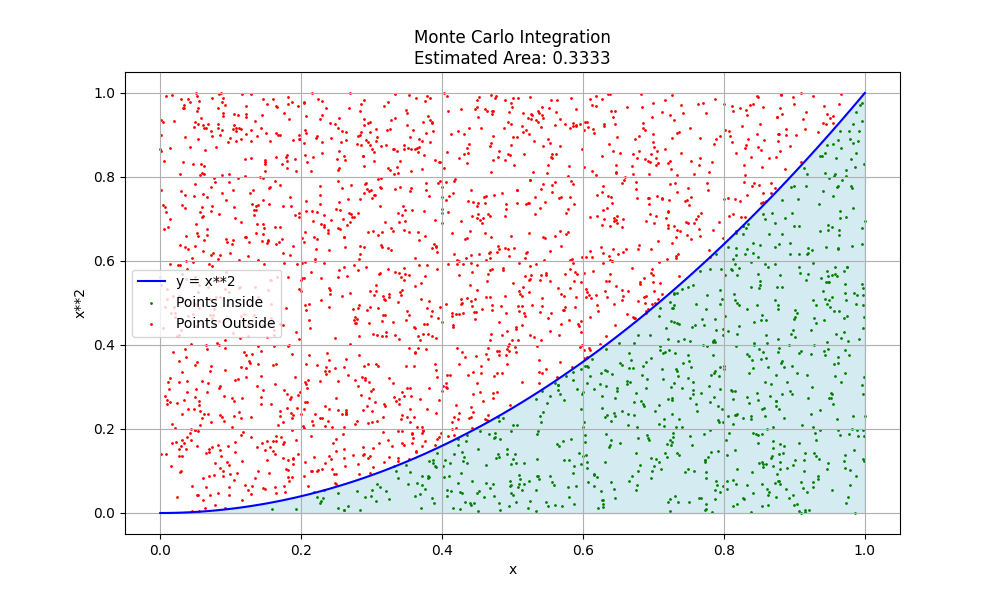 Monte Carlo Integration
Estimated Area: 0.3333
1.0
0.8
0.6
0.4
0.2
0.0
x**2
y = x**2
Points Inside
Points Outside
0.0 0.2 0.4 0.6 0.8 1.0
x